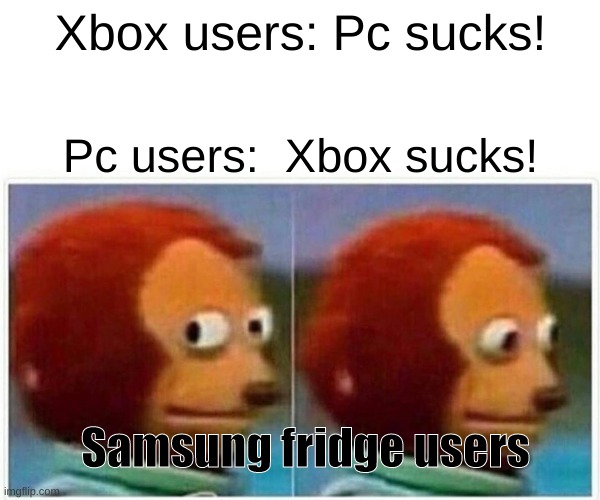 Xbox users: Pc sucks!
Pc users:  Xbox sucks!
Samsung fridge users
imgflip.com